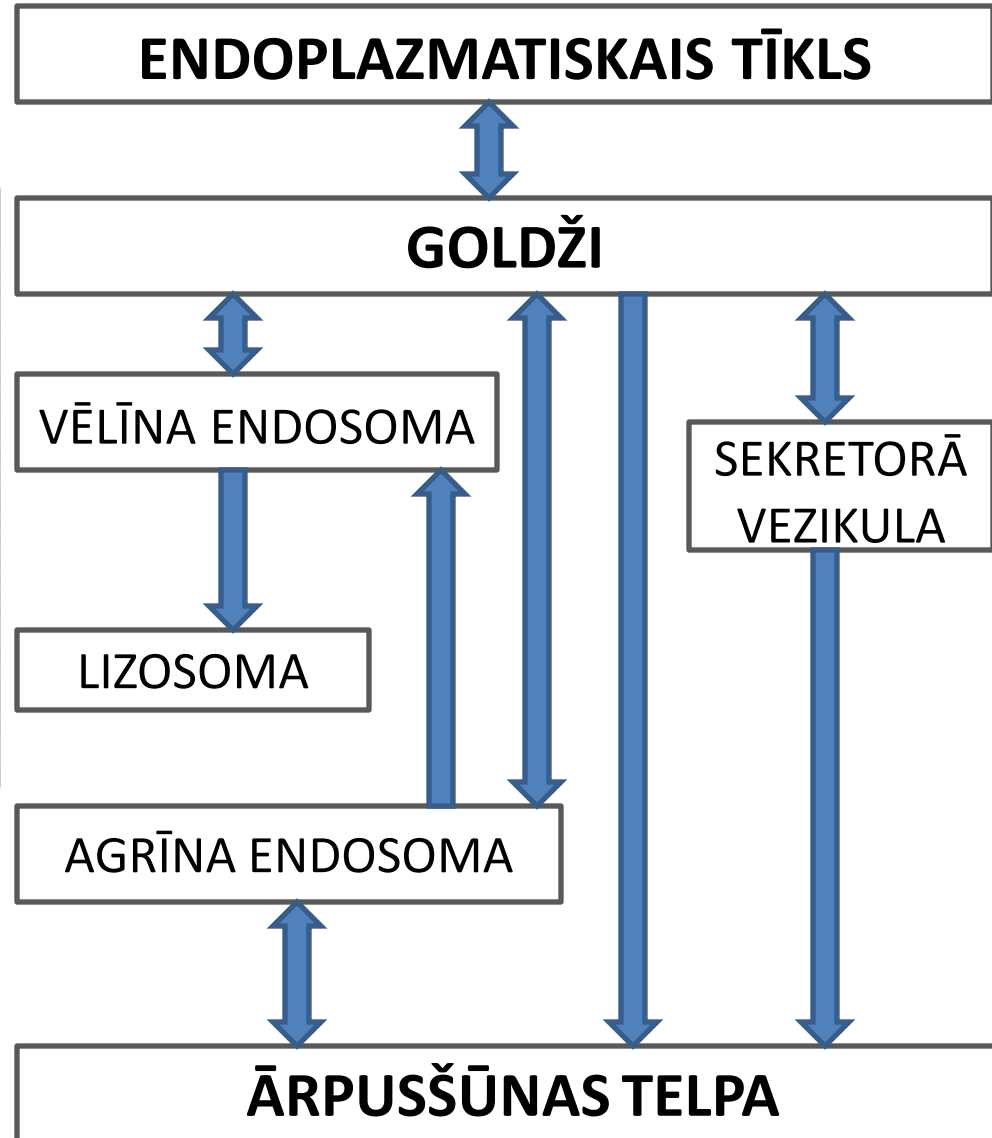 ENDOPLAZMATISKAIS TĪKLS
GOLDŽI
VĒLĪNA ENDOSOMA
SEKRETORĀ
VEZIKULA
LIZOSOMA
AGRĪNA ENDOSOMA
ĀRPUSŠŪNAS TELPA